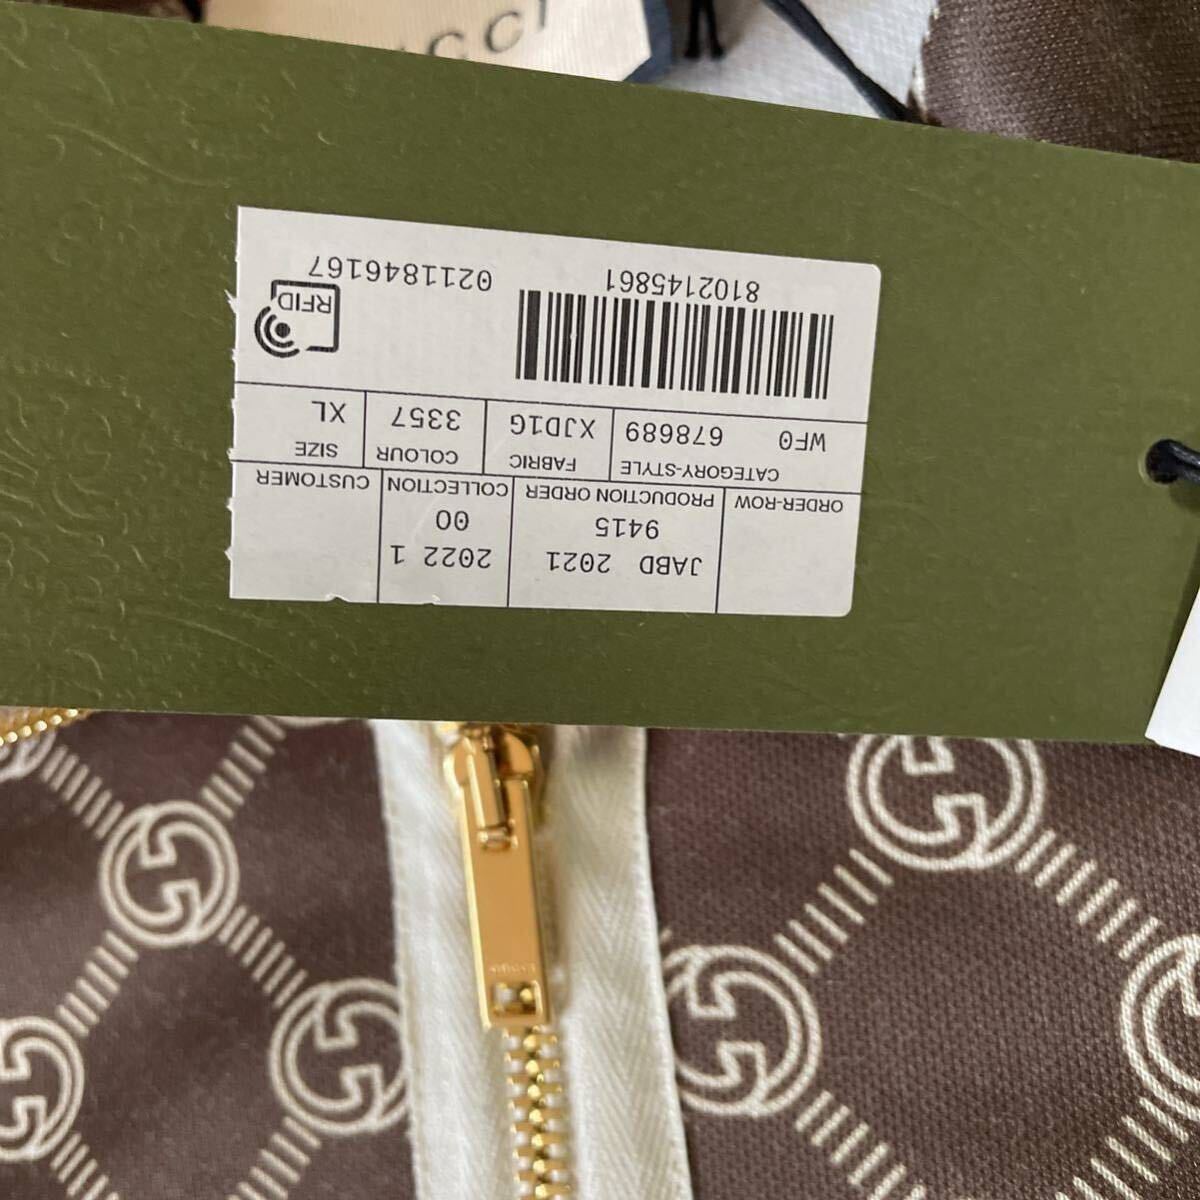 JABD 2021 2022 1
9415 00
ORDER-ROW PRODUCTION ORDER COLLECTION CUSTOMER
CATEGORY-STYLE FABRIC COLOUR SIZE
WF0 678689 XJD1G 3357 XL
RFID
8102145861 0211846167